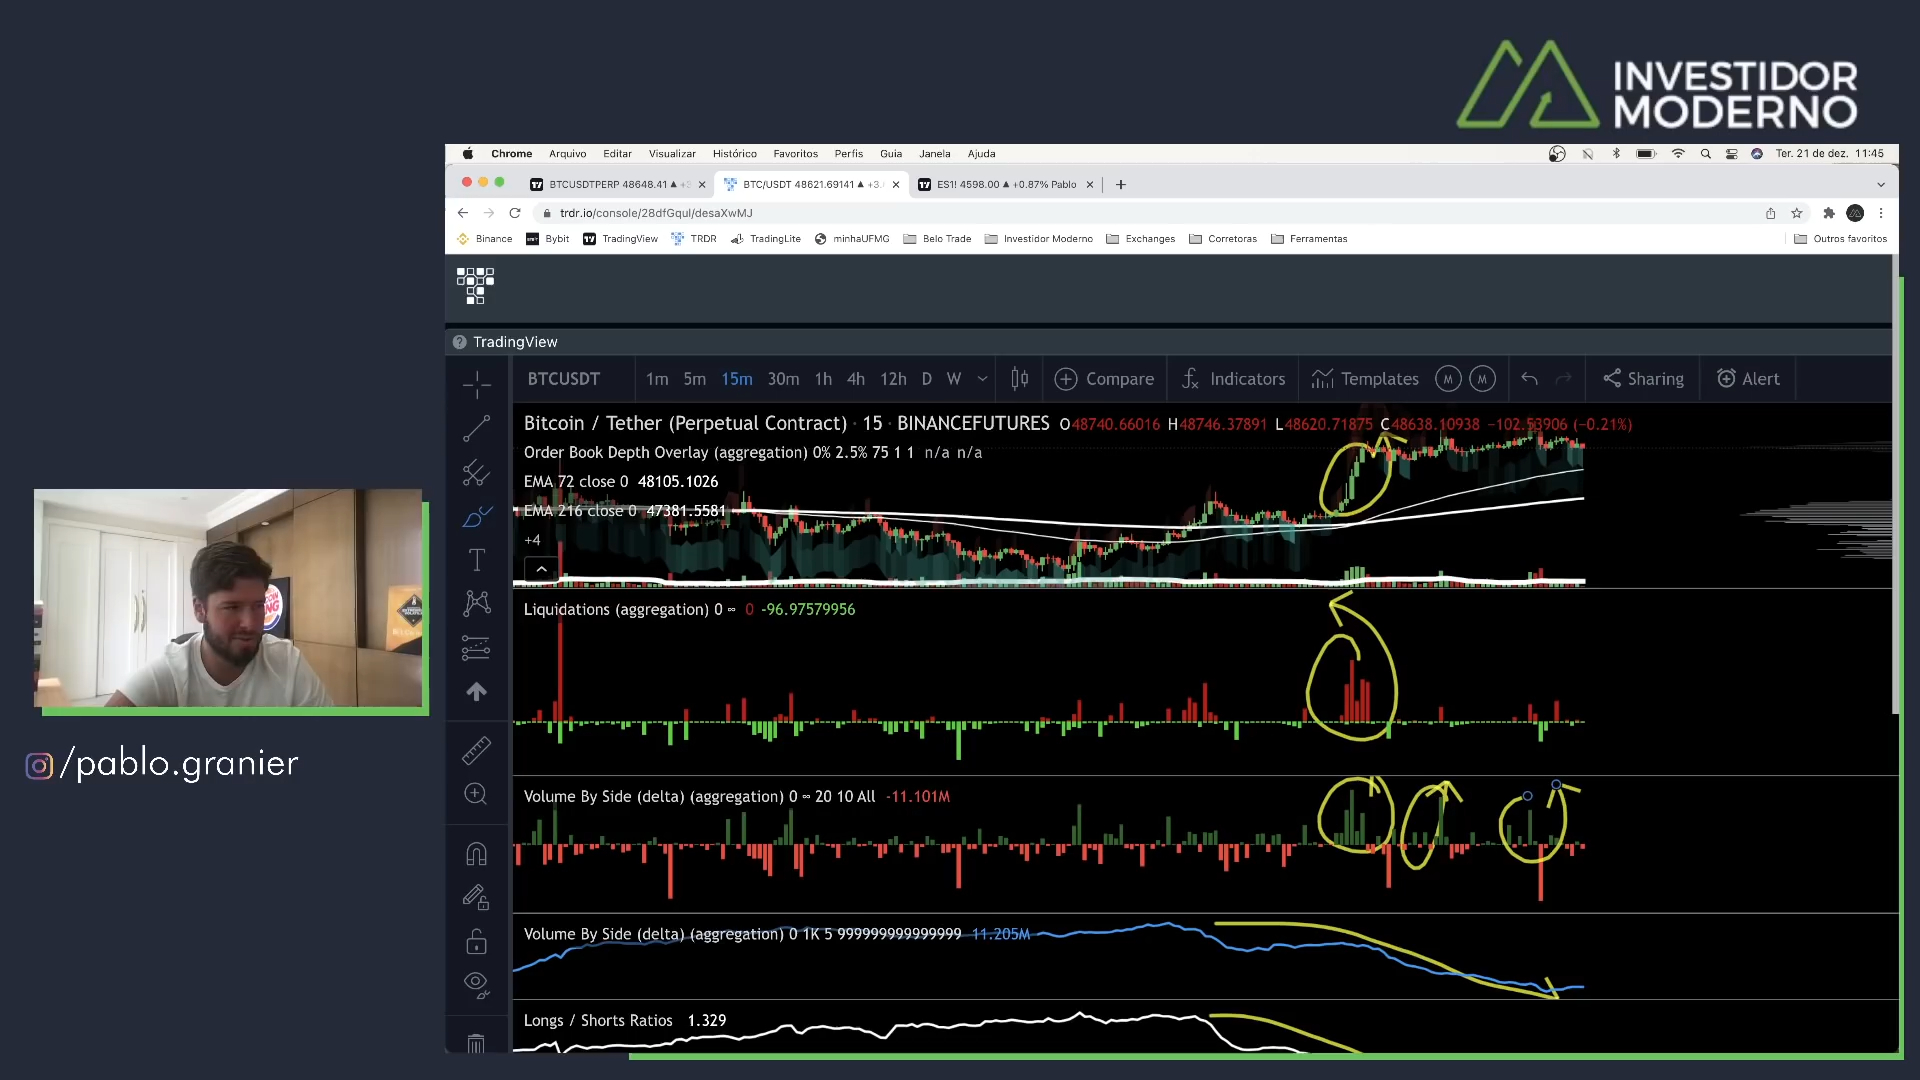 INVESTIDOR
MODERNO
Chrome Arquivo Editar Visualizar Histórico Favoritos Perfis Guia Janela Ajuda Ter. 21 de dez. 11:45
BTCUSDTPERP 48648.41 ▲ +3 BTC/USDT 48621.69141 ▲ +3. ES1! 4598.00 ▲ +0.87% Pablo
trdr.io/console/28dfGqul/desaXwMJ
Binance Bybit TradingView TRDR TradingLite minhaUFMG Belo Trade Investidor Moderno Exchanges Corretoras Ferramentas Outros favoritos
TradingView
BTCUSDT 1m 5m 15m 30m 1h 4h 12h D W Compare Indicators Templates M M Sharing Alert
Bitcoin / Tether (Perpetual Contract) · 15 · BINANCEFUTURES O48740.66016 H48746.37891 L48620.71875 C48638.10938 −102.53906 (−0.21%)
Order Book Depth Overlay (aggregation) 0% 2.5% 75 1 1 n/a n/a
EMA 72 close 0 48105.1026
EMA 216 close 0 47381.5581
+4
Liquidations (aggregation) 0 ∞ 0 -96.97579956
Volume By Side (delta) (aggregation) 0 ∞ 20 10 All -11.101M
Volume By Side (delta) (aggregation) 0 1K 5 999999999999999 11.205M
Longs / Shorts Ratios 1.329
/pablo.granier